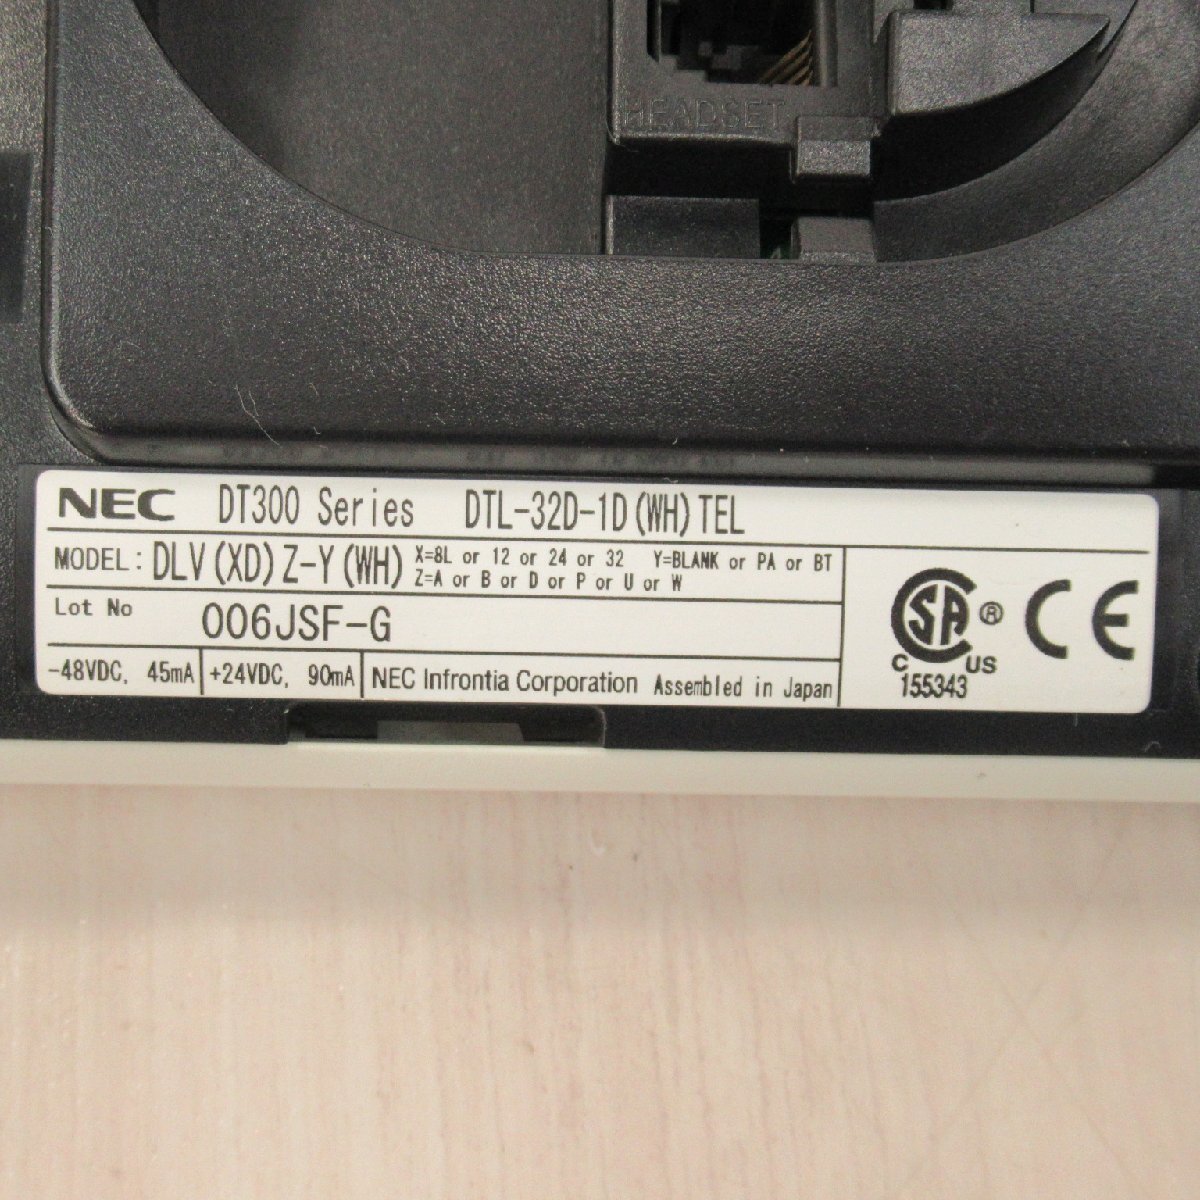 HEADSET
NEC DT300 Series DTL-32D-1D(WH)TEL
MODEL: DLV(XD)Z-Y(WH) X=8L or 12 or 24 or 32 Y=BLANK or PA or BT
Z=A or B or D or P or U or W
Lot No
006JSF-G
-48VDC, 45mA +24VDC, 90mA NEC Infrontia Corporation Assembled in Japan
CSA ® CE
C US
155343